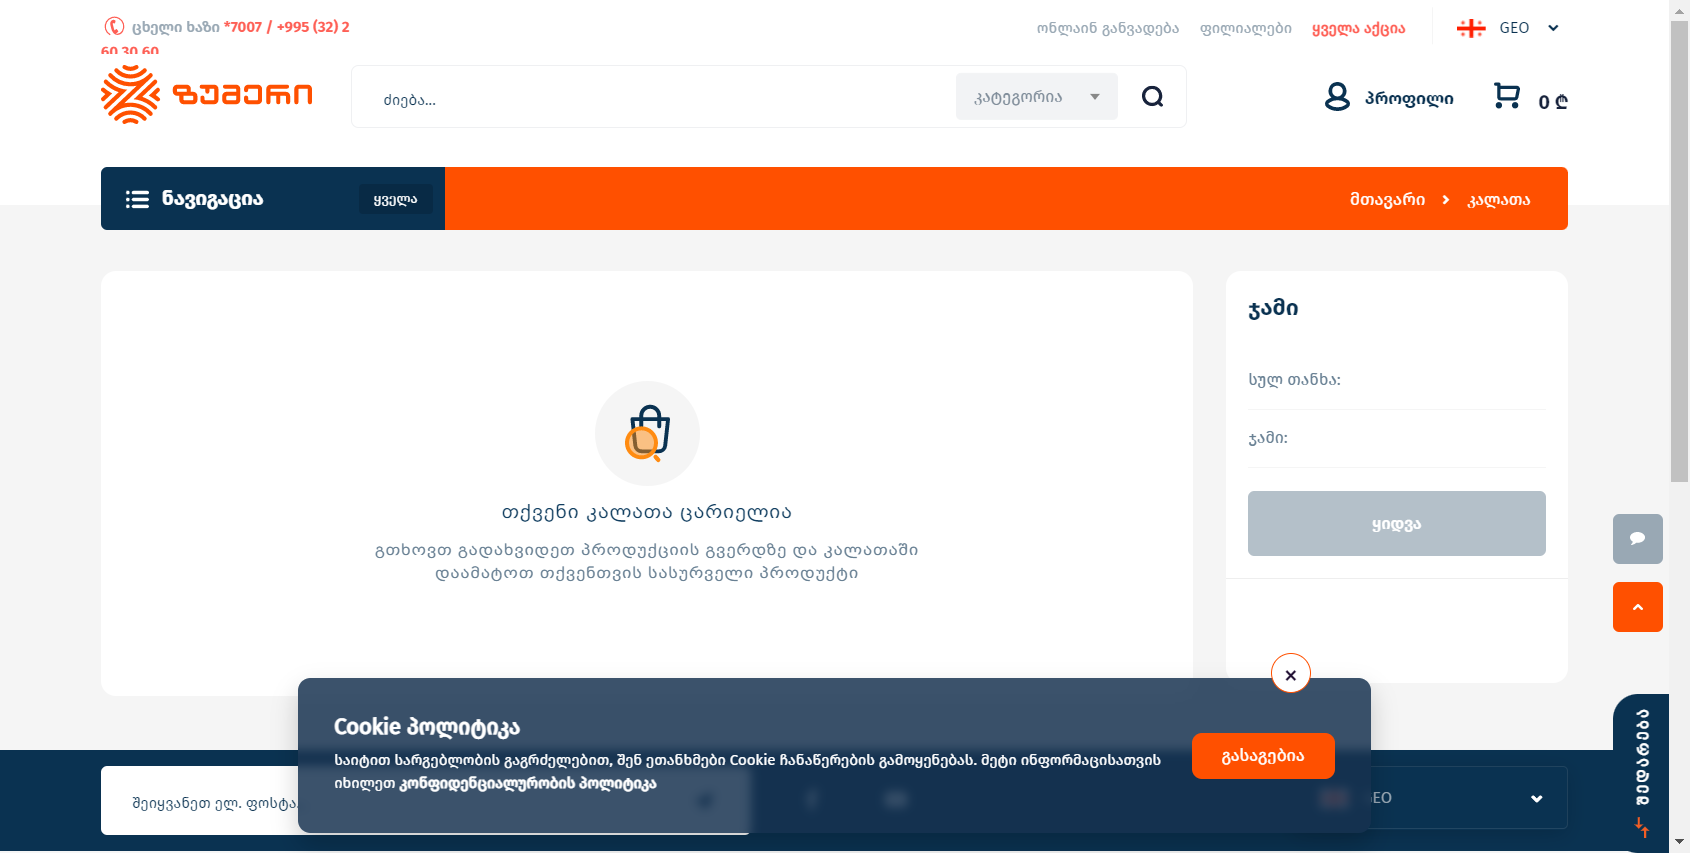 ცხელი ხაზი *7007 / +995 (32) 2
60 30 60
ონლაინ განვადება
ფილიალები
ყველა აქცია
GEO
ზუმერი
ძიება...
კატეგორია
პროფილი
0 ₾
ნავიგაცია
ყველა
მთავარი
კალათა
თქვენი კალათა ცარიელია
გთხოვთ გადახვიდეთ პროდუქციის გვერდზე და კალათაში
დაამატოთ თქვენთვის სასურველი პროდუქტი
ჯამი
სულ თანხა:
ჯამი:
ყიდვა
Cookie პოლიტიკა
საიტით სარგებლობის გაგრძელებით, შენ ეთანხმები Cookie ჩანაწერების გამოყენებას. მეტი ინფორმაციისათვის
იხილეთ კონფიდენციალურობის პოლიტიკა
გასაგებია
შეიყვანეთ ელ. ფოსტა
GEO
შედარება